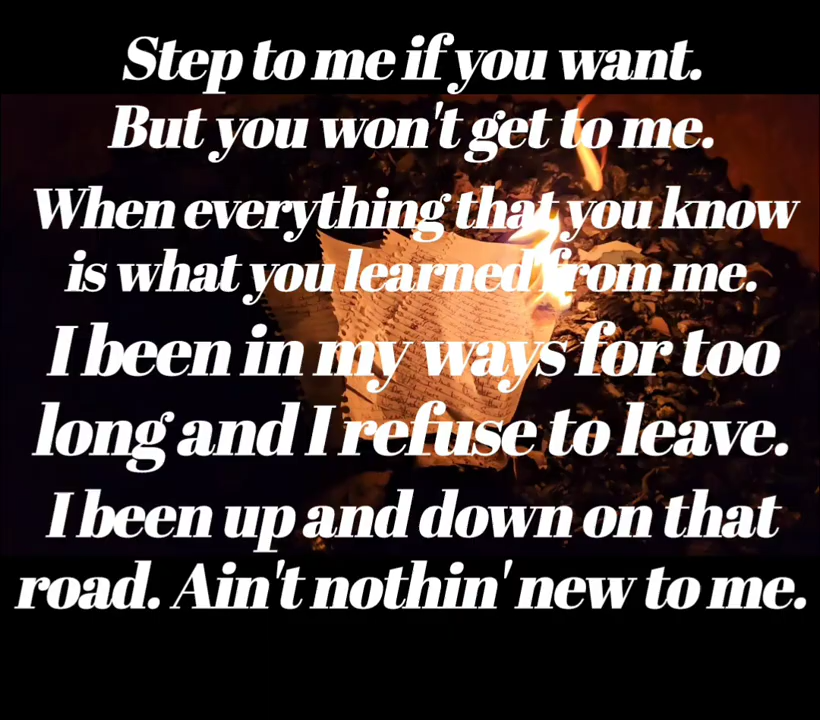 Step to me if you want.
But you won't get to me.
When everything that you know
is what you learned from me.
I been in my ways for too
long and I refuse to leave.
I been up and down on that
road. Ain't nothin' new to me.